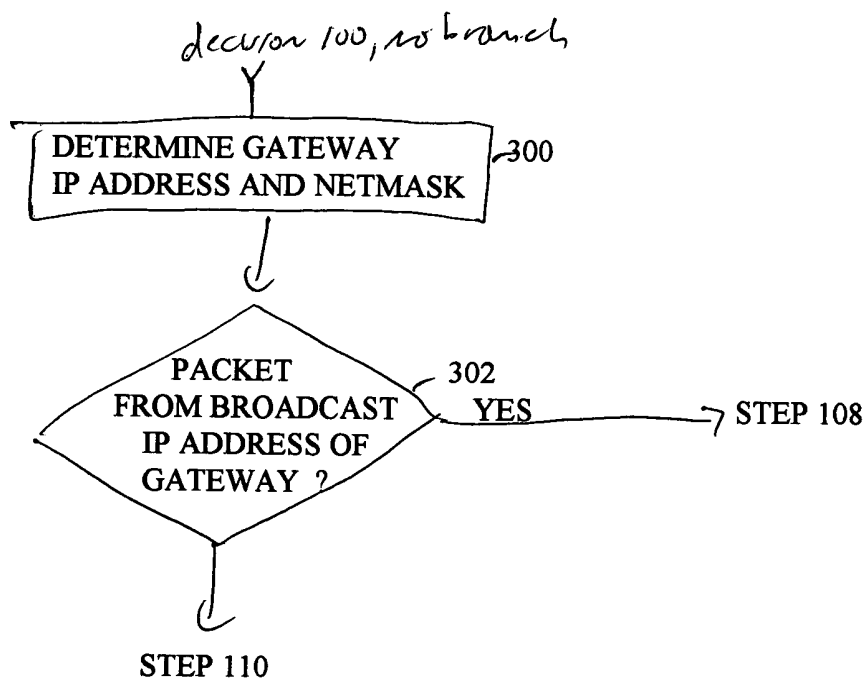 decision 100, no branch
DETERMINE GATEWAY
IP ADDRESS AND NETMASK
300
PACKET
FROM BROADCAST
IP ADDRESS OF
GATEWAY ?
302
YES
STEP 108
STEP 110